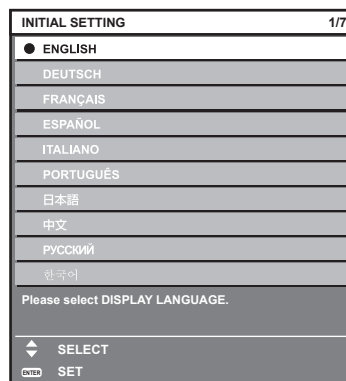 INITIAL SETTING 1/7
ENGLISH
DEUTSCH
FRANÇAIS
ESPAÑOL
ITALIANO
PORTUGUÊS
日本語
中文
РУССКИЙ
한국어
Please select DISPLAY LANGUAGE.
SELECT
ENTER SET